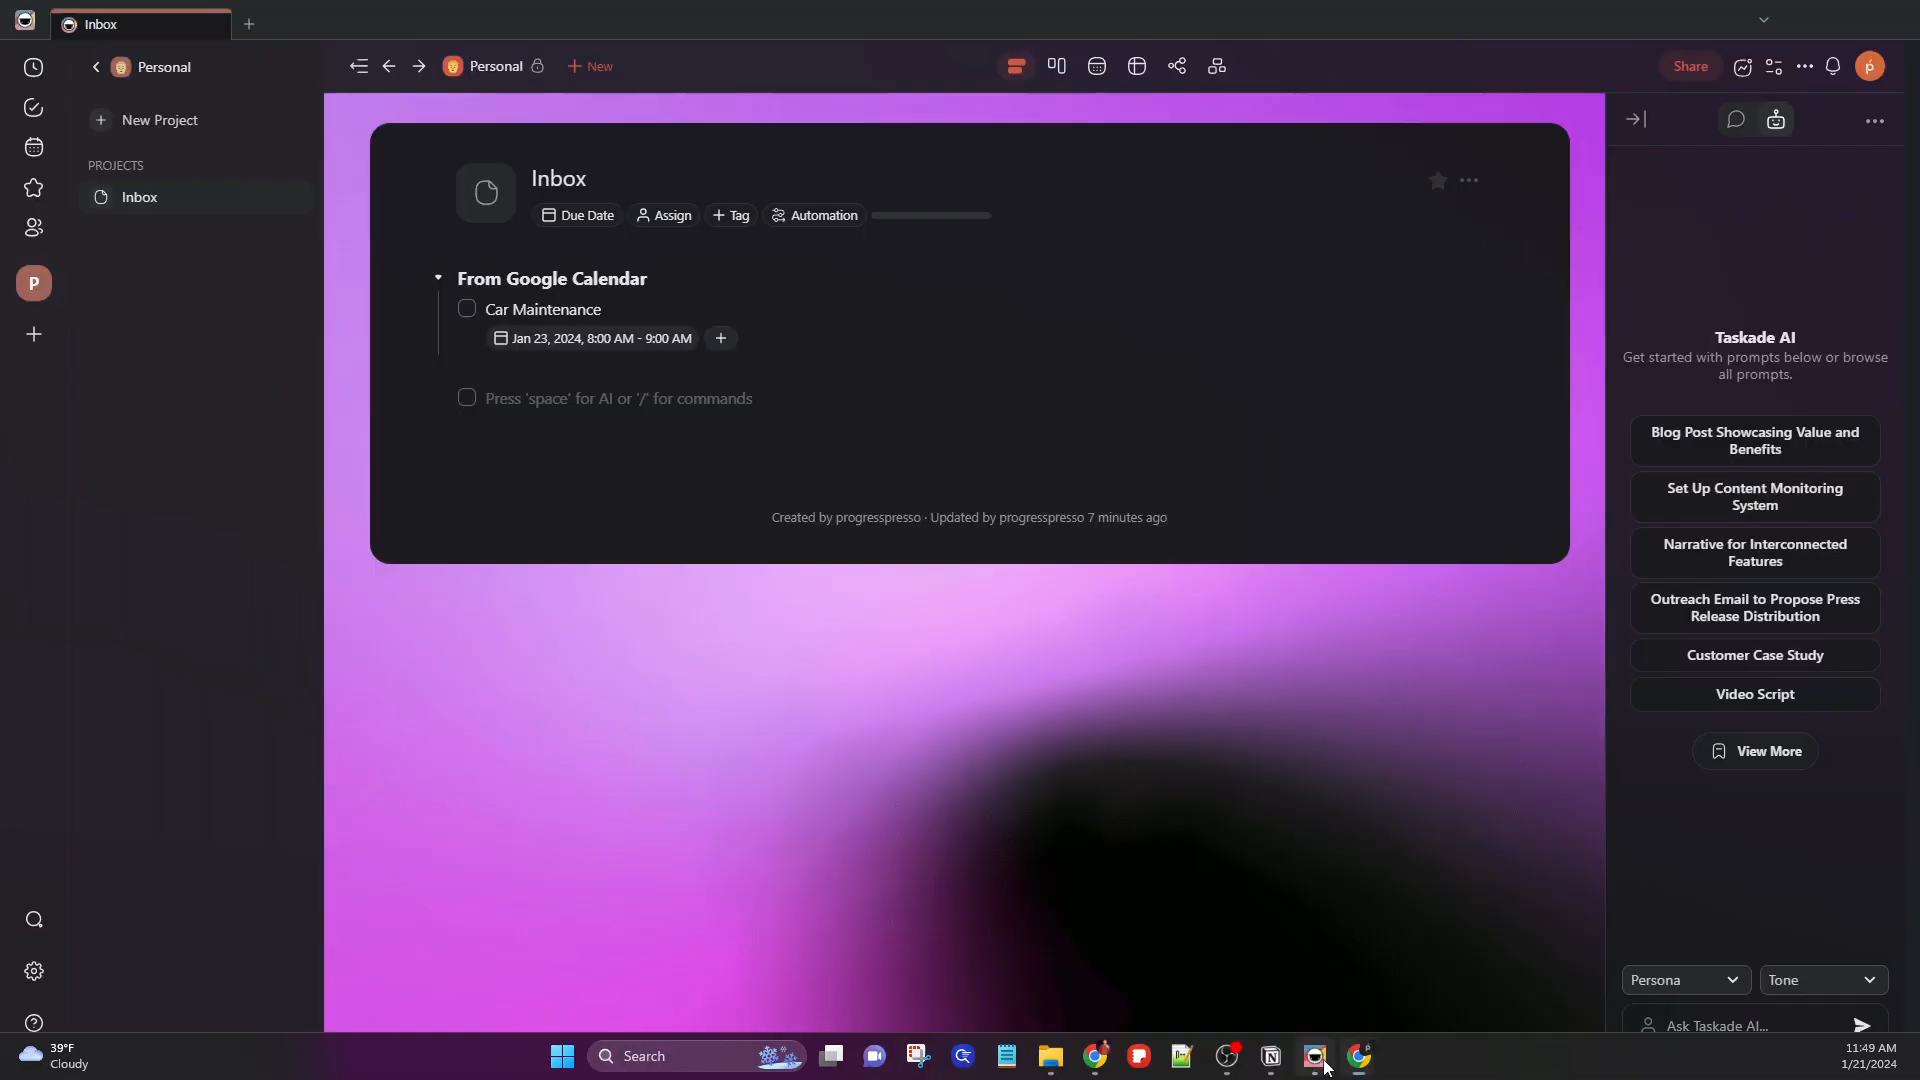 Inbox
Personal
New Project
PROJECTS
Inbox
P
Personal
New
Share
ṕ
Inbox
Due Date
Assign
Tag
Automation
From Google Calendar
Car Maintenance
Jan 23, 2024, 8:00 AM - 9:00 AM
Press 'space' for AI or '/' for commands
Created by progresspresso · Updated by progresspresso 7 minutes ago
Taskade AI
Get started with prompts below or browse
all prompts.
Blog Post Showcasing Value and
Benefits
Set Up Content Monitoring
System
Narrative for Interconnected
Features
Outreach Email to Propose Press
Release Distribution
Customer Case Study
Video Script
View More
Persona
Tone
Ask Taskade AI...
39°F
Cloudy
Search
11:49 AM
1/21/2024